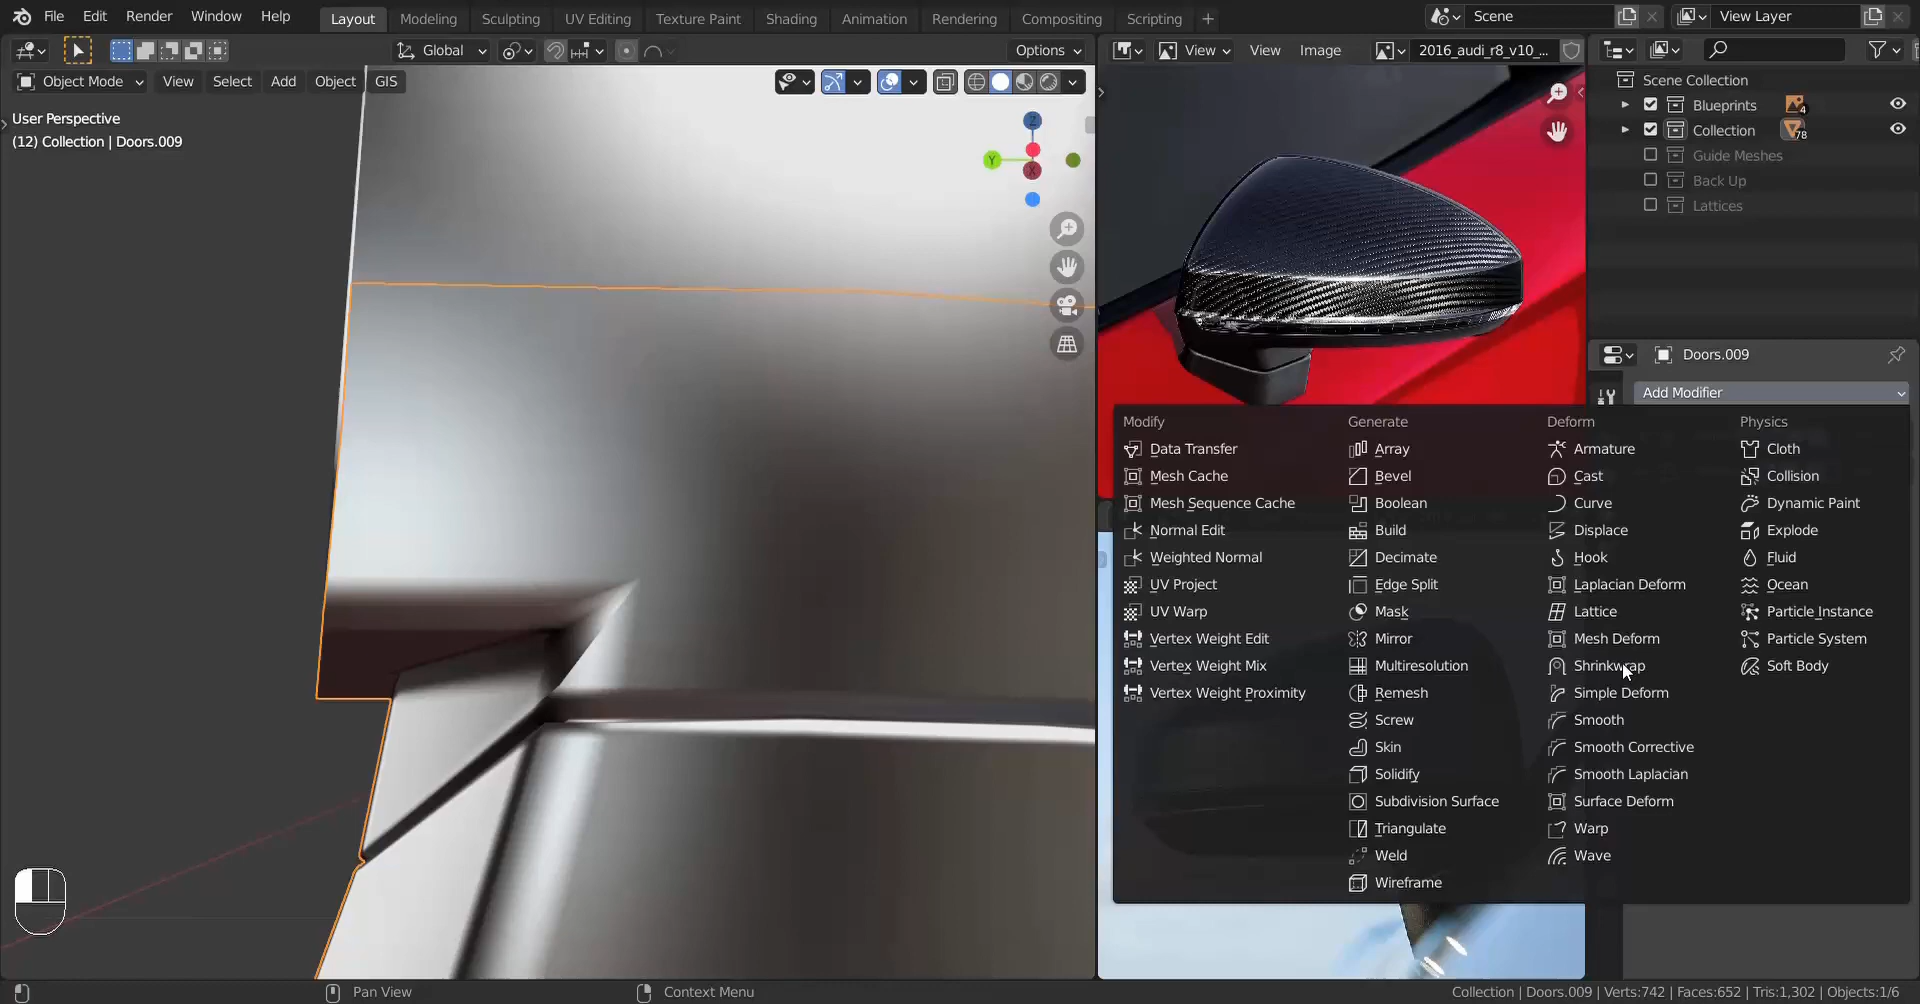 File Edit Render Window Help Layout Modeling Sculpting UV Editing Texture Paint Shading Animation Rendering Compositing Scripting + Scene View Layer
Global Options View View Image 2016_audi_r8_v10_...
Object Mode View Select Add Object GIS
User Perspective
(12) Collection | Doors.009
Z
Y
X
Scene Collection
Blueprints 4
Collection 78
Guide Meshes
Back Up
Lattices
Doors.009
Add Modifier
Modify Generate Deform Physics
Data Transfer Array Armature Cloth
Mesh Cache Bevel Cast Collision
Mesh Sequence Cache Boolean Curve Dynamic Paint
Normal Edit Build Displace Explode
Weighted Normal Decimate Hook Fluid
UV Project Edge Split Laplacian Deform Ocean
UV Warp Mask Lattice Particle Instance
Vertex Weight Edit Mirror Mesh Deform Particle System
Vertex Weight Mix Multiresolution Shrinkwrap Soft Body
Vertex Weight Proximity Remesh Simple Deform
Screw Smooth
Skin Smooth Corrective
Solidify Smooth Laplacian
Subdivision Surface Surface Deform
Triangulate Warp
Weld Wave
Wireframe
Pan View Context Menu Collection | Doors.009 | Verts:742 | Faces:652 | Tris:1,302 | Objects:1/6